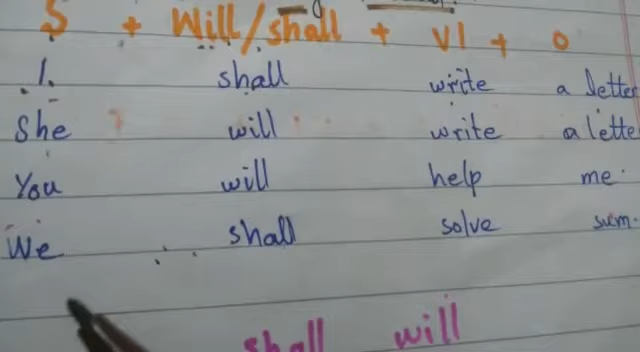 S + Will/shall + V1 + O
I. shall write a letter
She will write a lette
You will help me.
We shall solve sum.
shall will